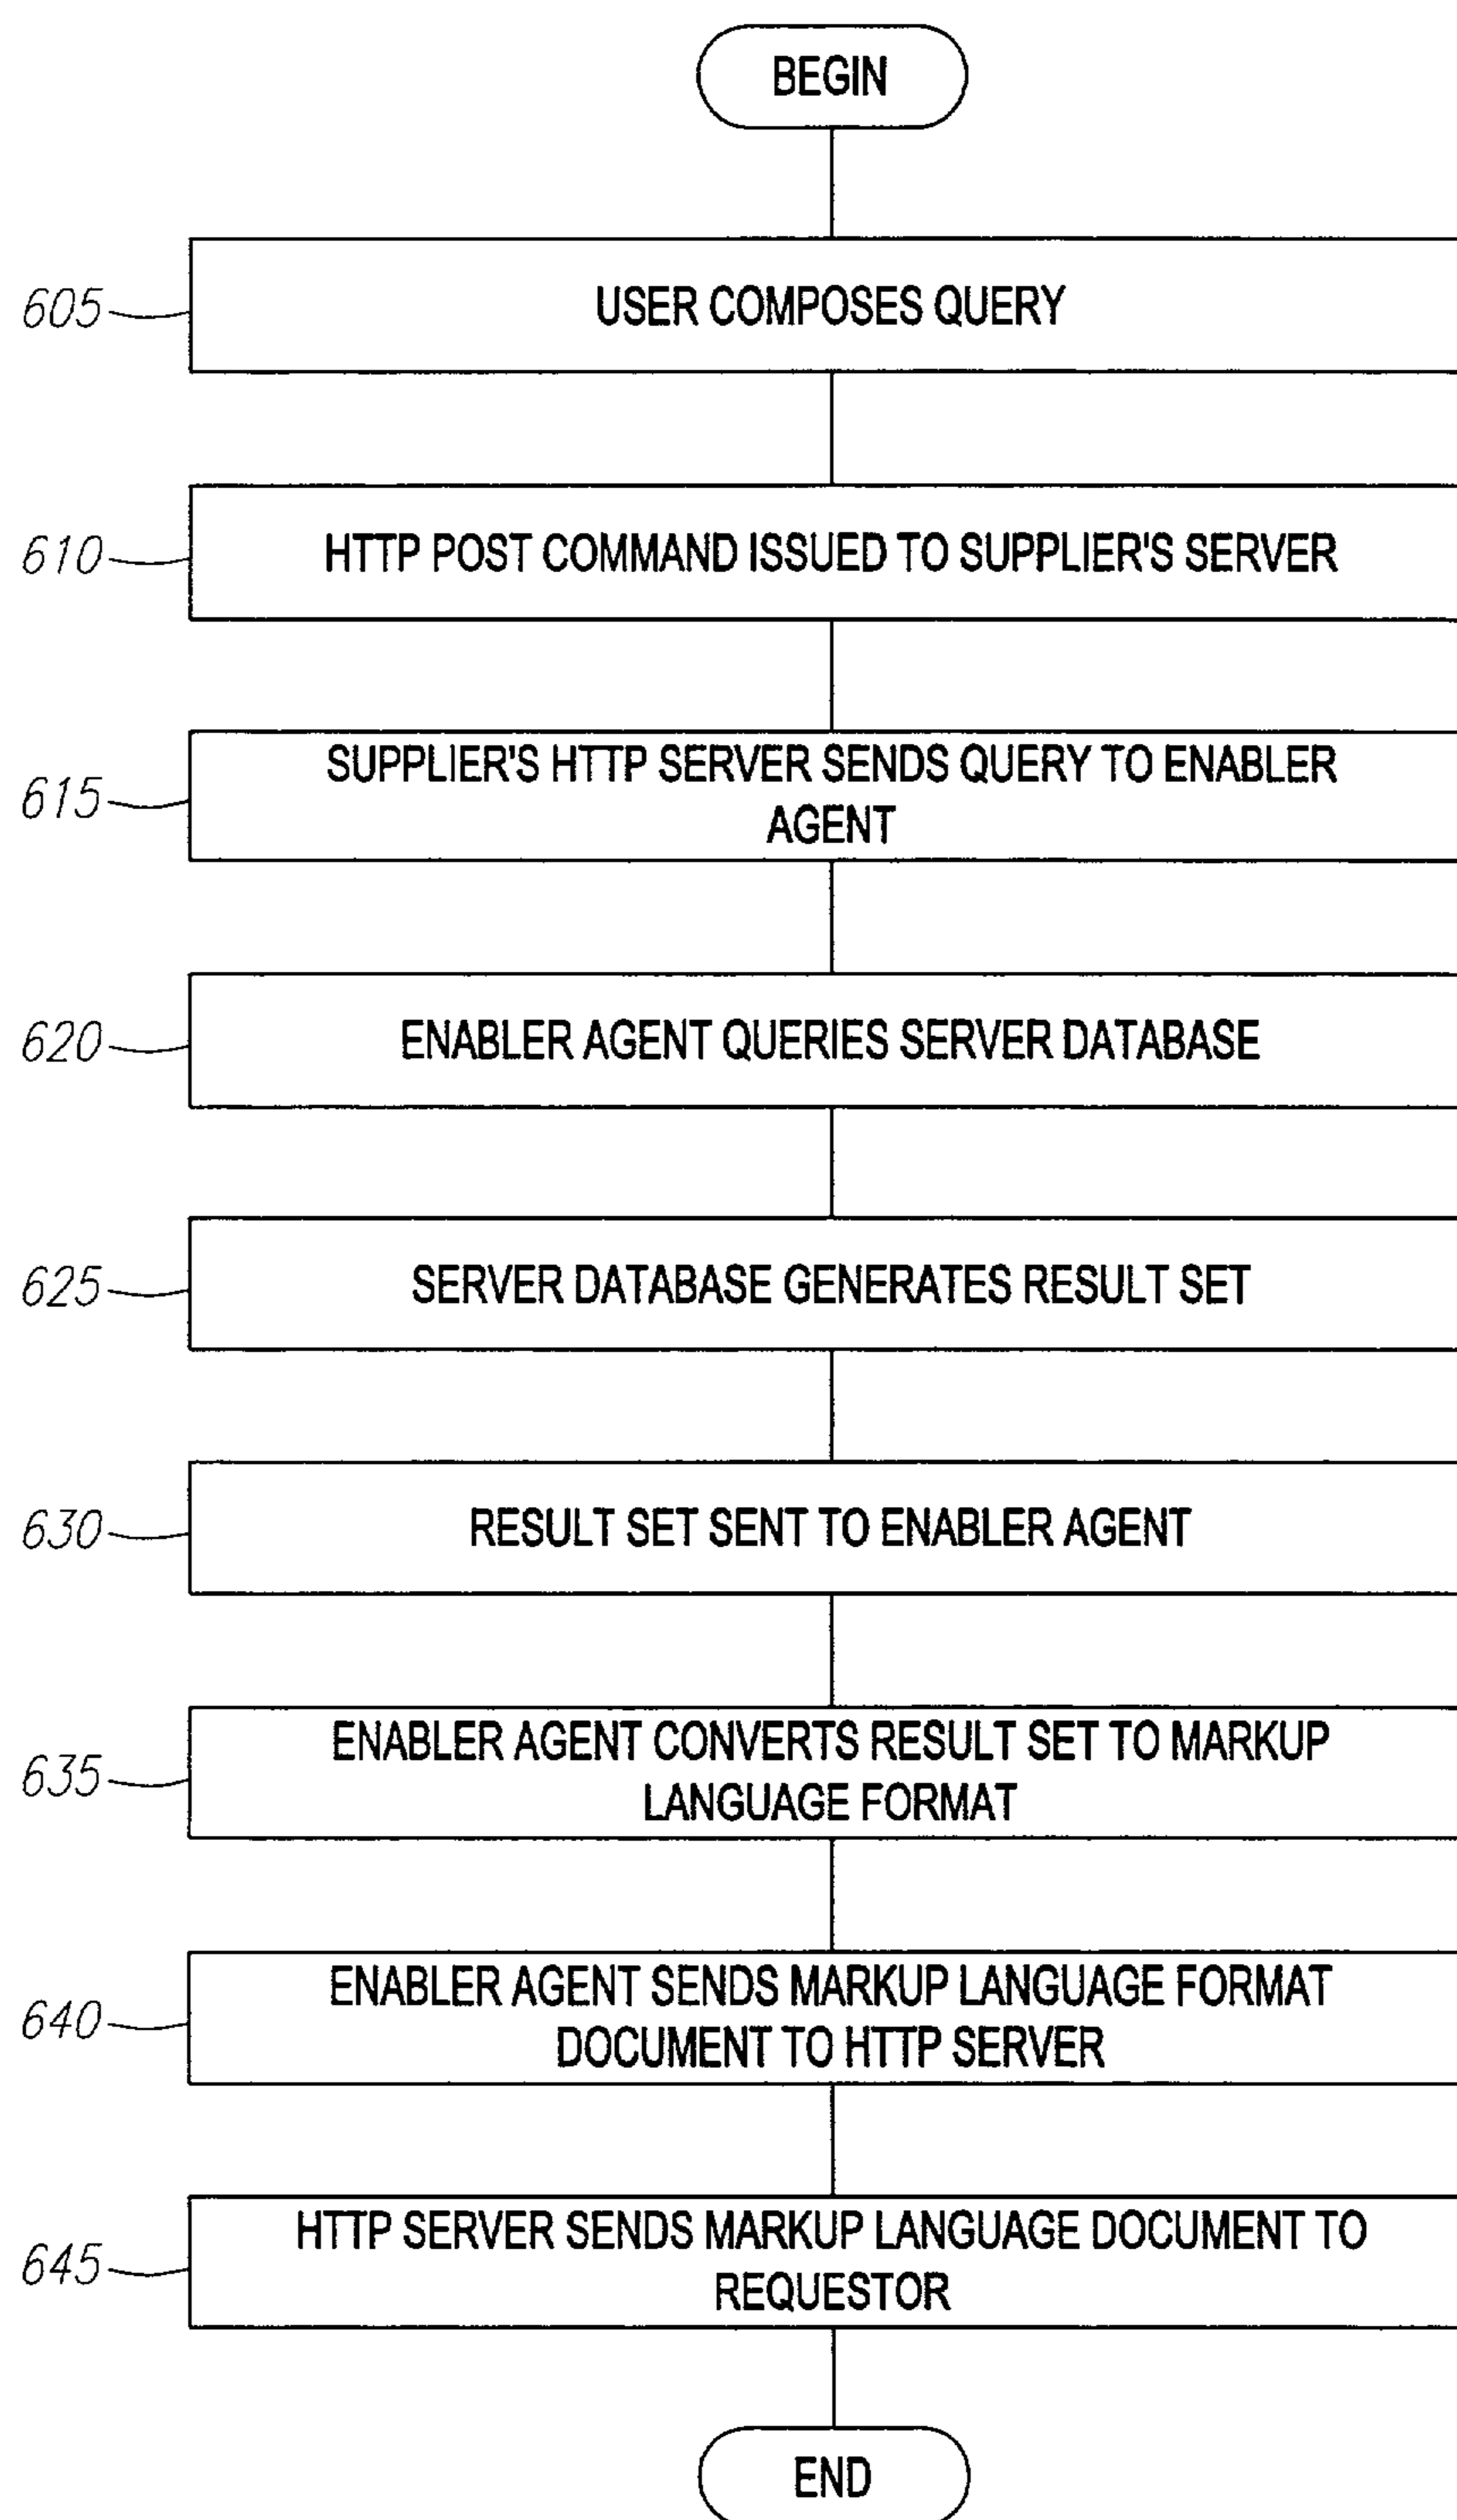 BEGIN
605
USER COMPOSES QUERY
610
HTTP POST COMMAND ISSUED TO SUPPLIER'S SERVER
615
SUPPLIER'S HTTP SERVER SENDS QUERY TO ENABLER
AGENT
620
ENABLER AGENT QUERIES SERVER DATABASE
625
SERVER DATABASE GENERATES RESULT SET
630
RESULT SET SENT TO ENABLER AGENT
635
ENABLER AGENT CONVERTS RESULT SET TO MARKUP
LANGUAGE FORMAT
640
ENABLER AGENT SENDS MARKUP LANGUAGE FORMAT
DOCUMENT TO HTTP SERVER
645
HTTP SERVER SENDS MARKUP LANGUAGE DOCUMENT TO
REQUESTOR
END